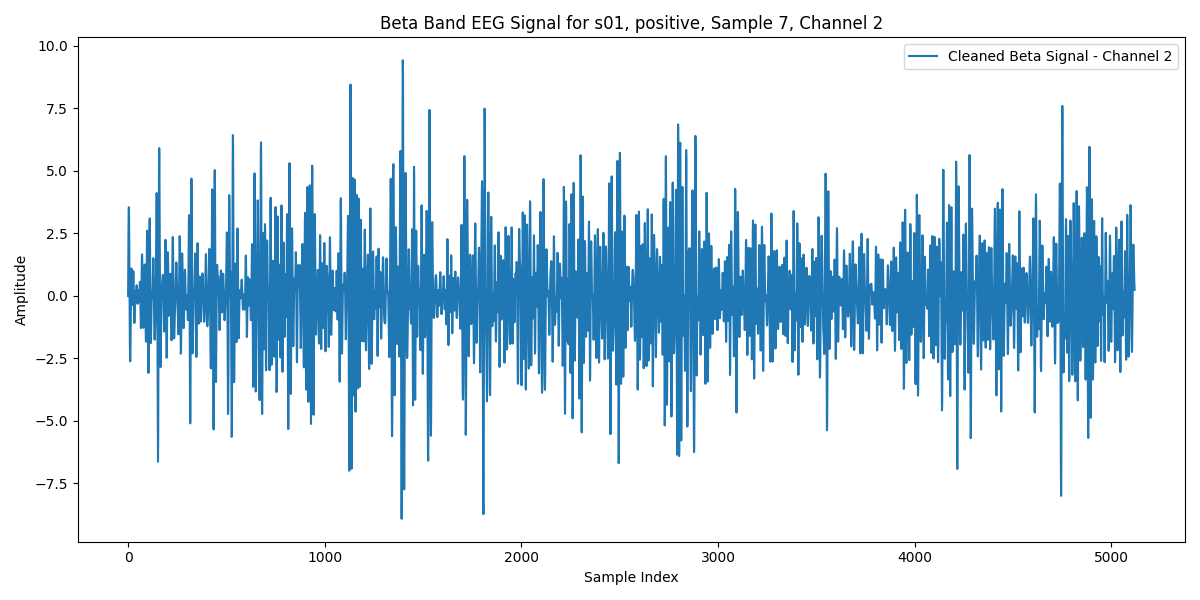 Beta Band EEG Signal for s01, positive, Sample 7, Channel 2
Cleaned Beta Signal - Channel 2
10.0
7.5
5.0
2.5
0.0
−2.5
−5.0
−7.5
Amplitude
0 1000 2000 3000 4000 5000
Sample Index